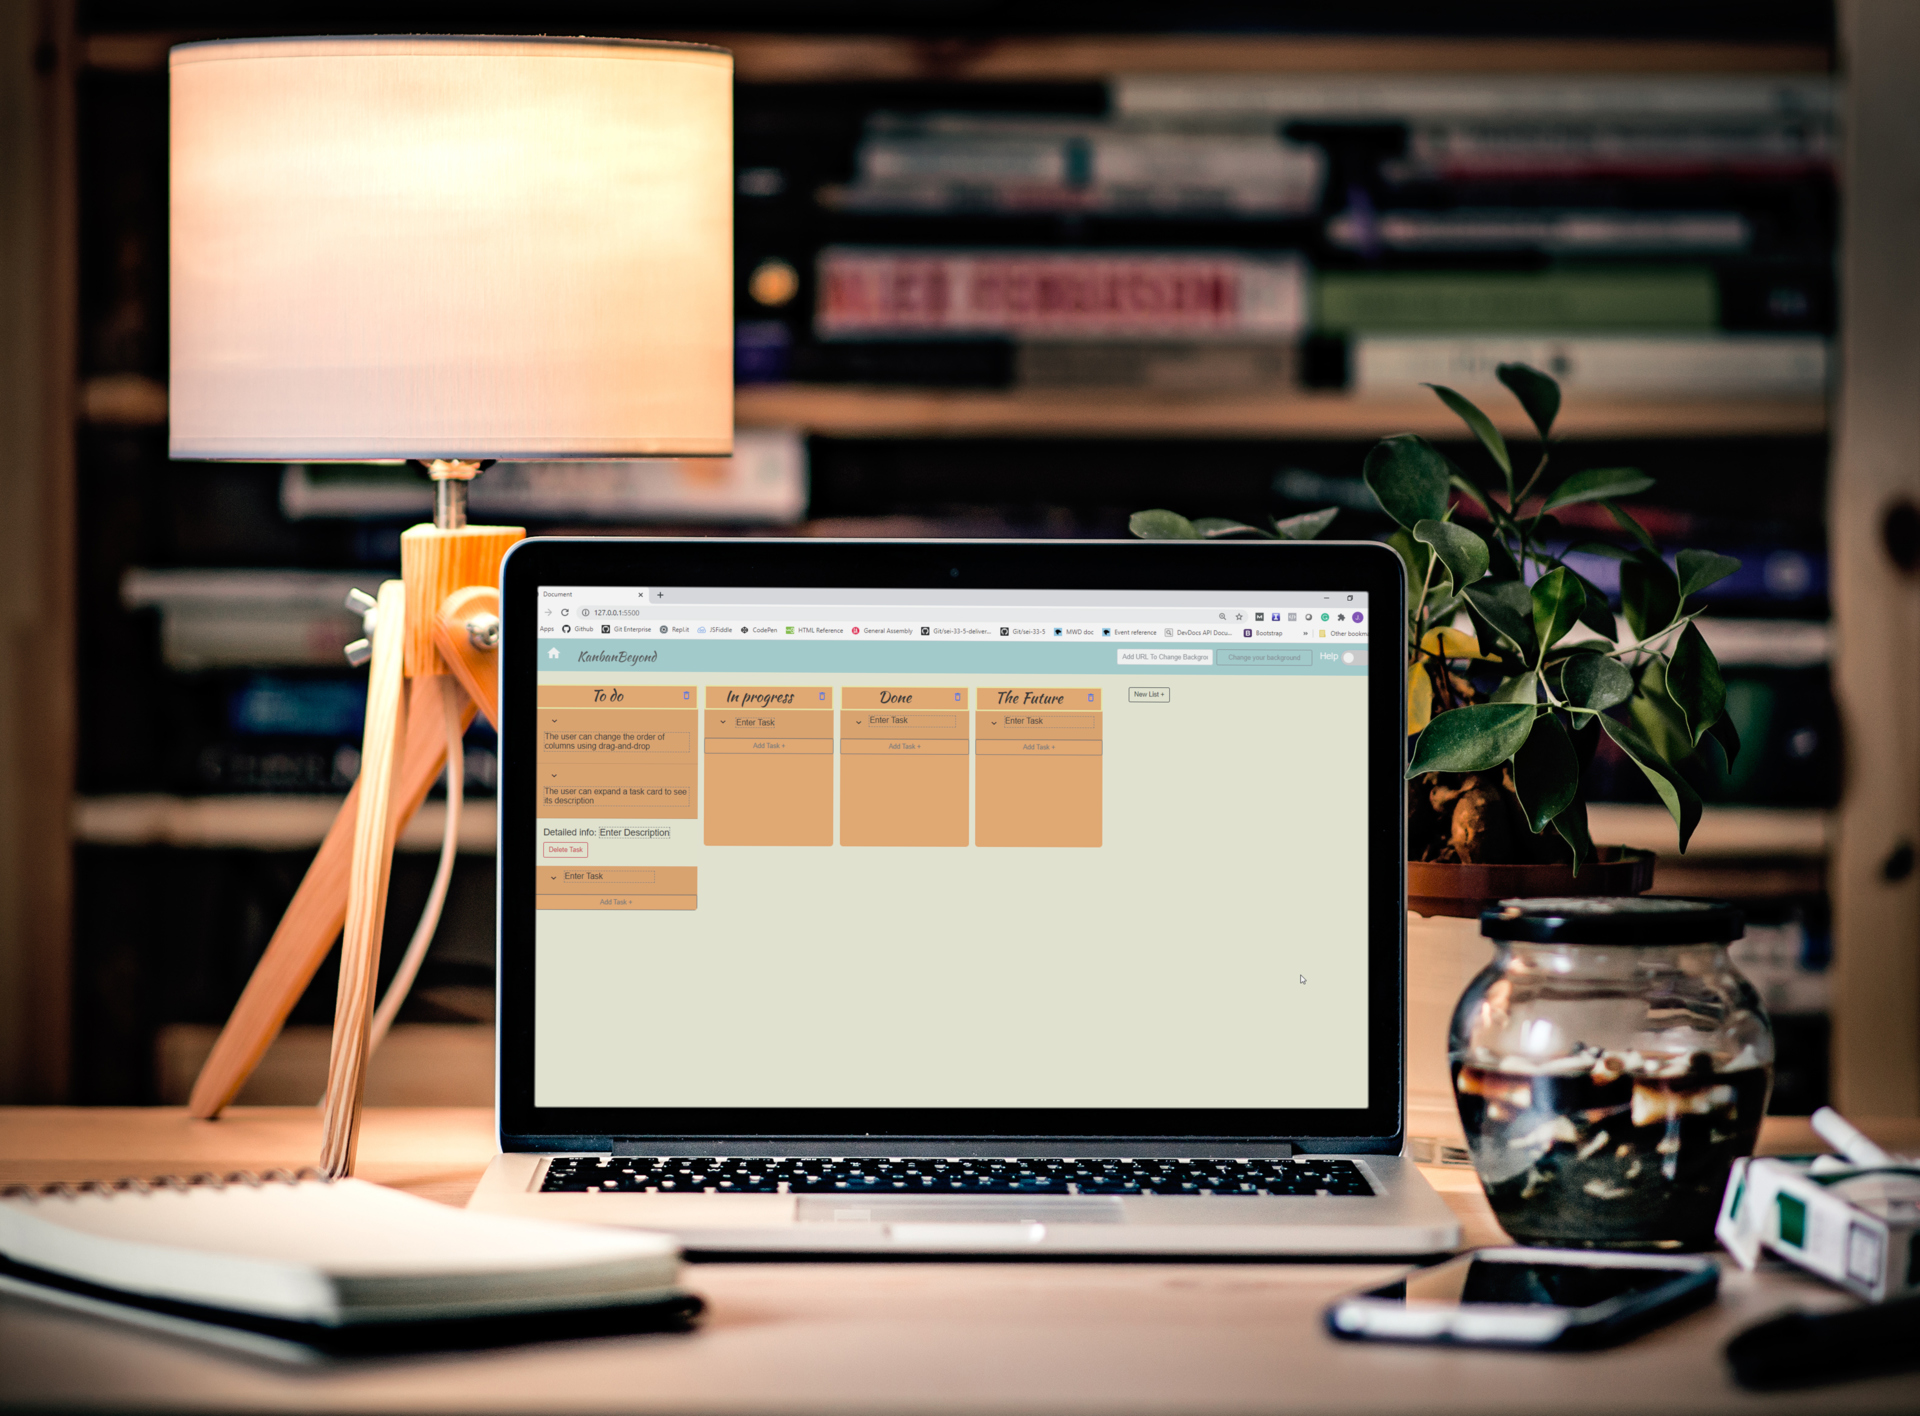 ALEX FERGUSON
Document
127.0.0.1:5500
Apps Github Git Enterprise Repl.it JSFiddle CodePen HTML Reference General Assembly Git/sei-33-5-deliver... Git/sei-33-5 MWD doc Event reference DevDocs API Docu... Bootstrap » Other bookm
KanbanBeyond Add URL To Change Backgro Change your background Help
To do In progress Done The Future New List +
Enter Task Enter Task Enter Task
The user can change the order of
columns using drag-and-drop
Add Task + Add Task + Add Task +
The user can expand a task card to see
its description
Detailed info: Enter Description
Delete Task
Enter Task
Add Task +